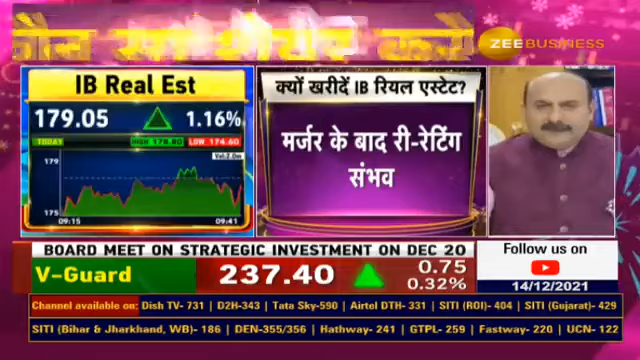 ZEE BUSINESS
IB Real Est
179.05 1.16%
TODAY HIGH 178.80 LOW 174.60
Vol:2.0m
179
175
09:15 09:41
क्यों खरीदें IB रियल एस्टेट?
मर्जर के बाद री-रेटिंग
संभव
BOARD MEET ON STRATEGIC INVESTMENT ON DEC 20
V-Guard 237.40 0.75
0.32%
Follow us on
14/12/2021
Channel available on: Dish TV- 731 | D2H-343 | Tata Sky-590 | Airtel DTH- 331 | SITI (ROI)- 404 | SITI (Gujarat)- 429
SITI (Bihar & Jharkhand, WB)- 186 | DEN-355/356 | Hathway- 241 | GTPL- 259 | Fastway- 220 | UCN- 122